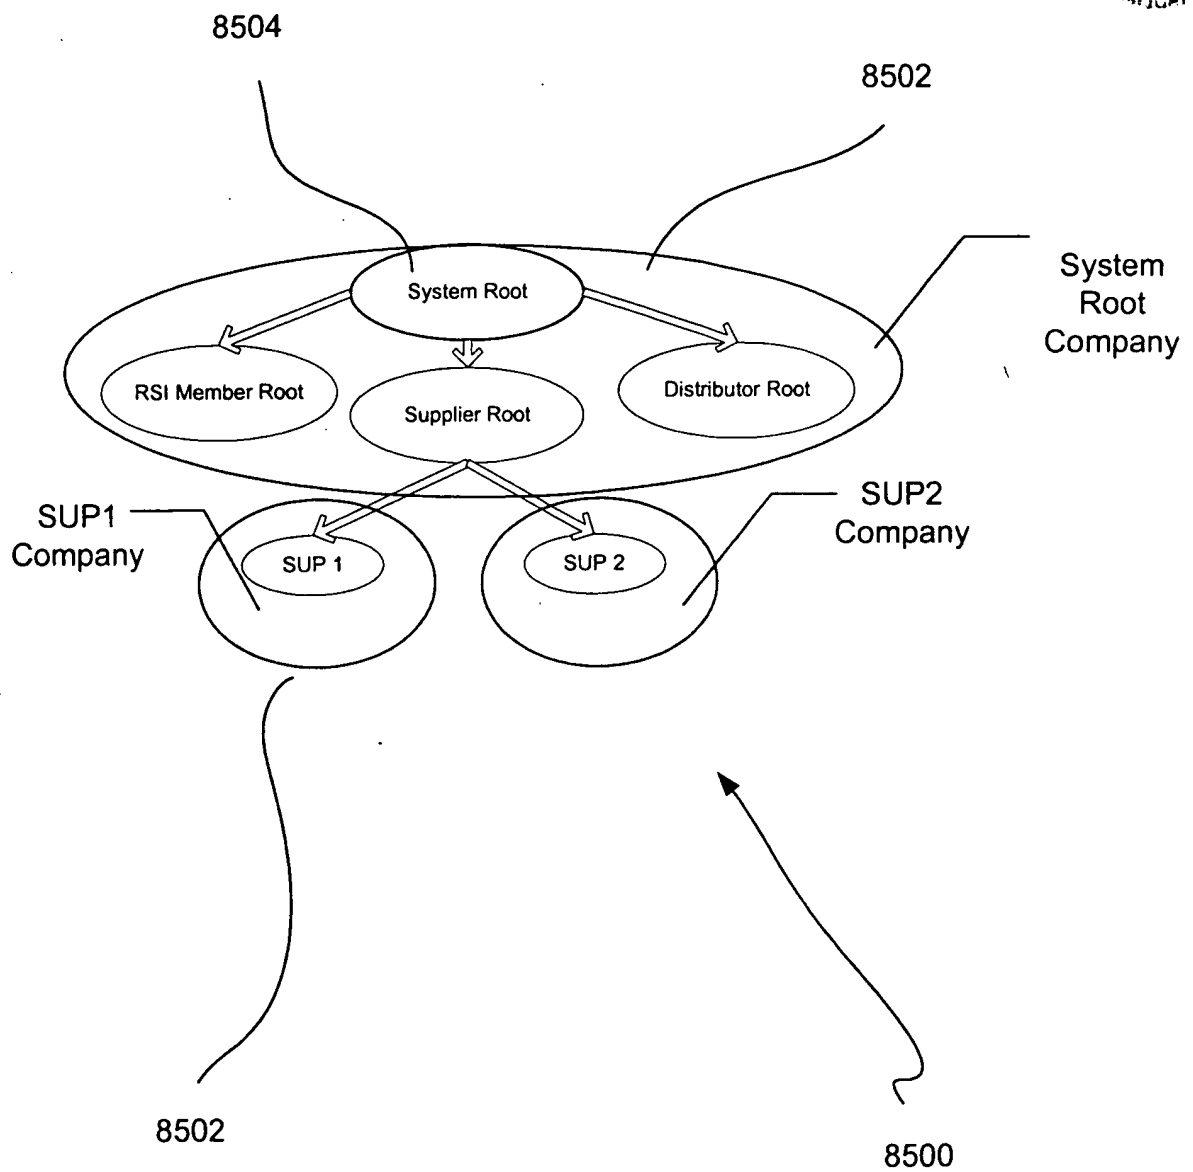 8504
8502
System Root
System
Root
Company
RSI Member Root
Supplier Root
Distributor Root
SUP1
Company
SUP2
Company
SUP 1
SUP 2
8502
8500